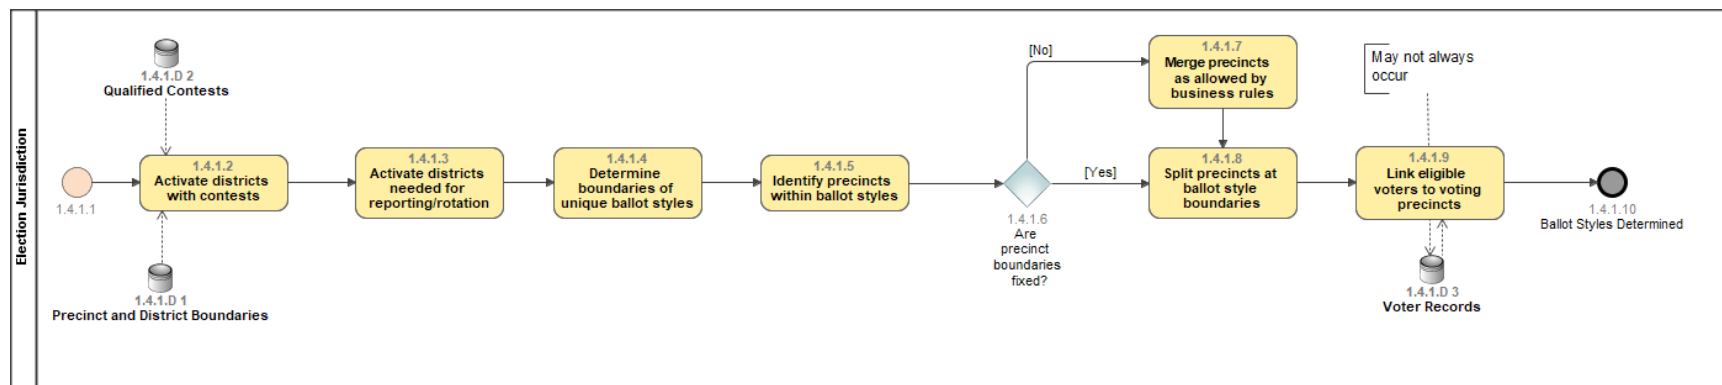 Election Jurisdiction
1.4.1.D 2
Qualified Contests
1.4.1.1
1.4.1.2
Activate districts
with contests
1.4.1.D 1
Precinct and District Boundaries
1.4.1.3
Activate districts
needed for
reporting/rotation
1.4.1.4
Determine
boundaries of
unique ballot styles
1.4.1.5
Identify precincts
within ballot styles
1.4.1.6
Are
precinct
boundaries
fixed?
[No]
[Yes]
1.4.1.7
Merge precincts
as allowed by
business rules
1.4.1.8
Split precincts at
ballot style
boundaries
May not always
occur
1.4.1.9
Link eligible
voters to voting
precincts
1.4.1.D 3
Voter Records
1.4.1.10
Ballot Styles Determined